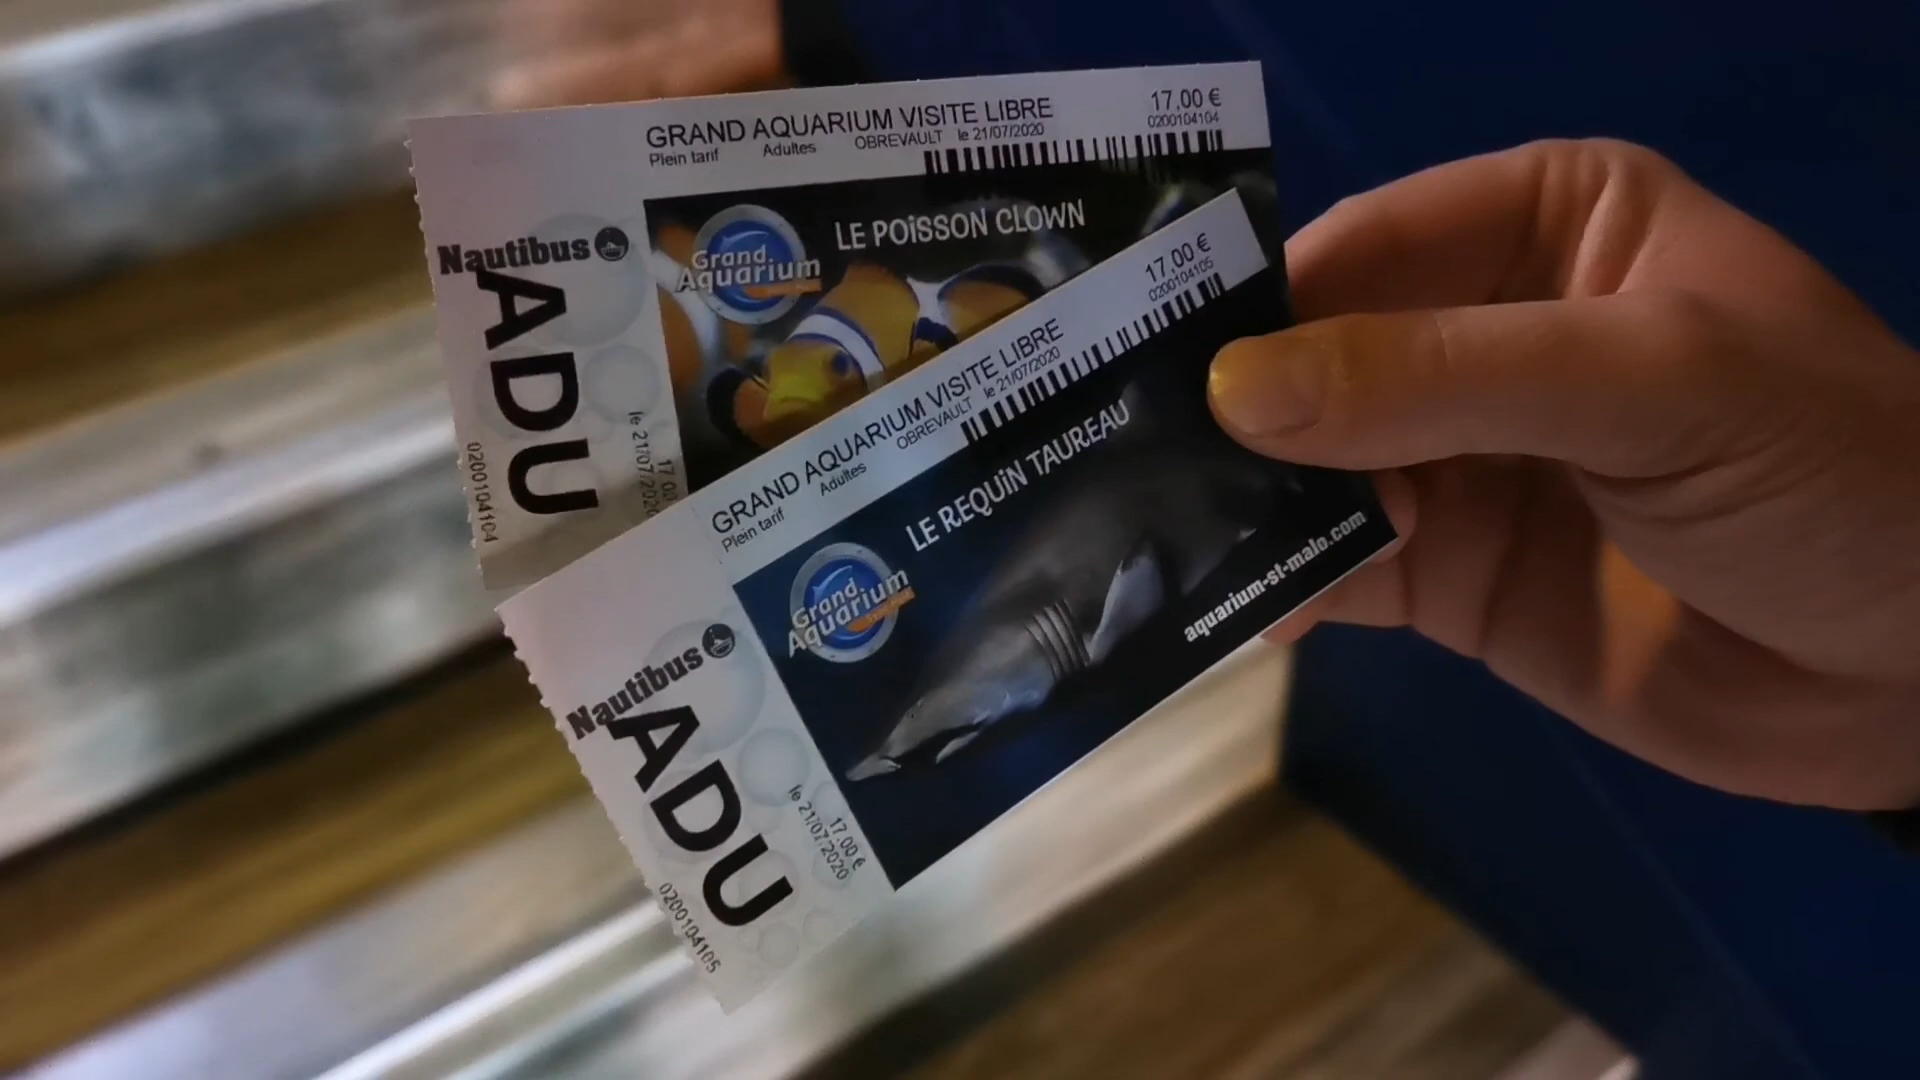 GRAND AQUARIUM VISITE LIBRE 17,00 €
Plein tarif Adultes OBREVAULT le 21/07/2020 0200104104
Nautibus
ADU
le 21/07/2020
17,00
0200104104
Grand
Aquarium
LE POiSSON CLOWN
GRAND AQUARIUM VISITE LIBRE 17,00 €
Plein tarif Adultes OBREVAULT le 21/07/2020 0200104105
Nautibus
ADU
17,00 €
le 21/07/2020
0200104105
Grand
Aquarium
LE REQUiN TAUREAU
aquarium-st-malo.com